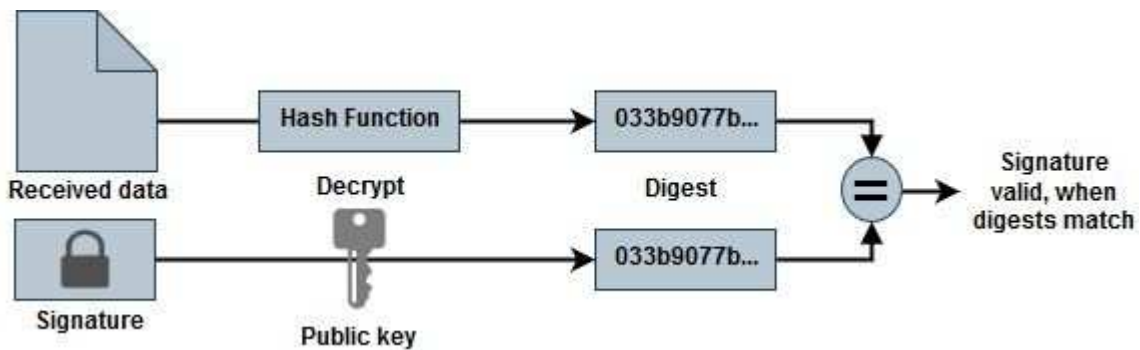 Hash Function
033b9077b...
Received data
Decrypt
Digest
=
Signature
valid, when
digests match
033b9077b...
Signature
Public key